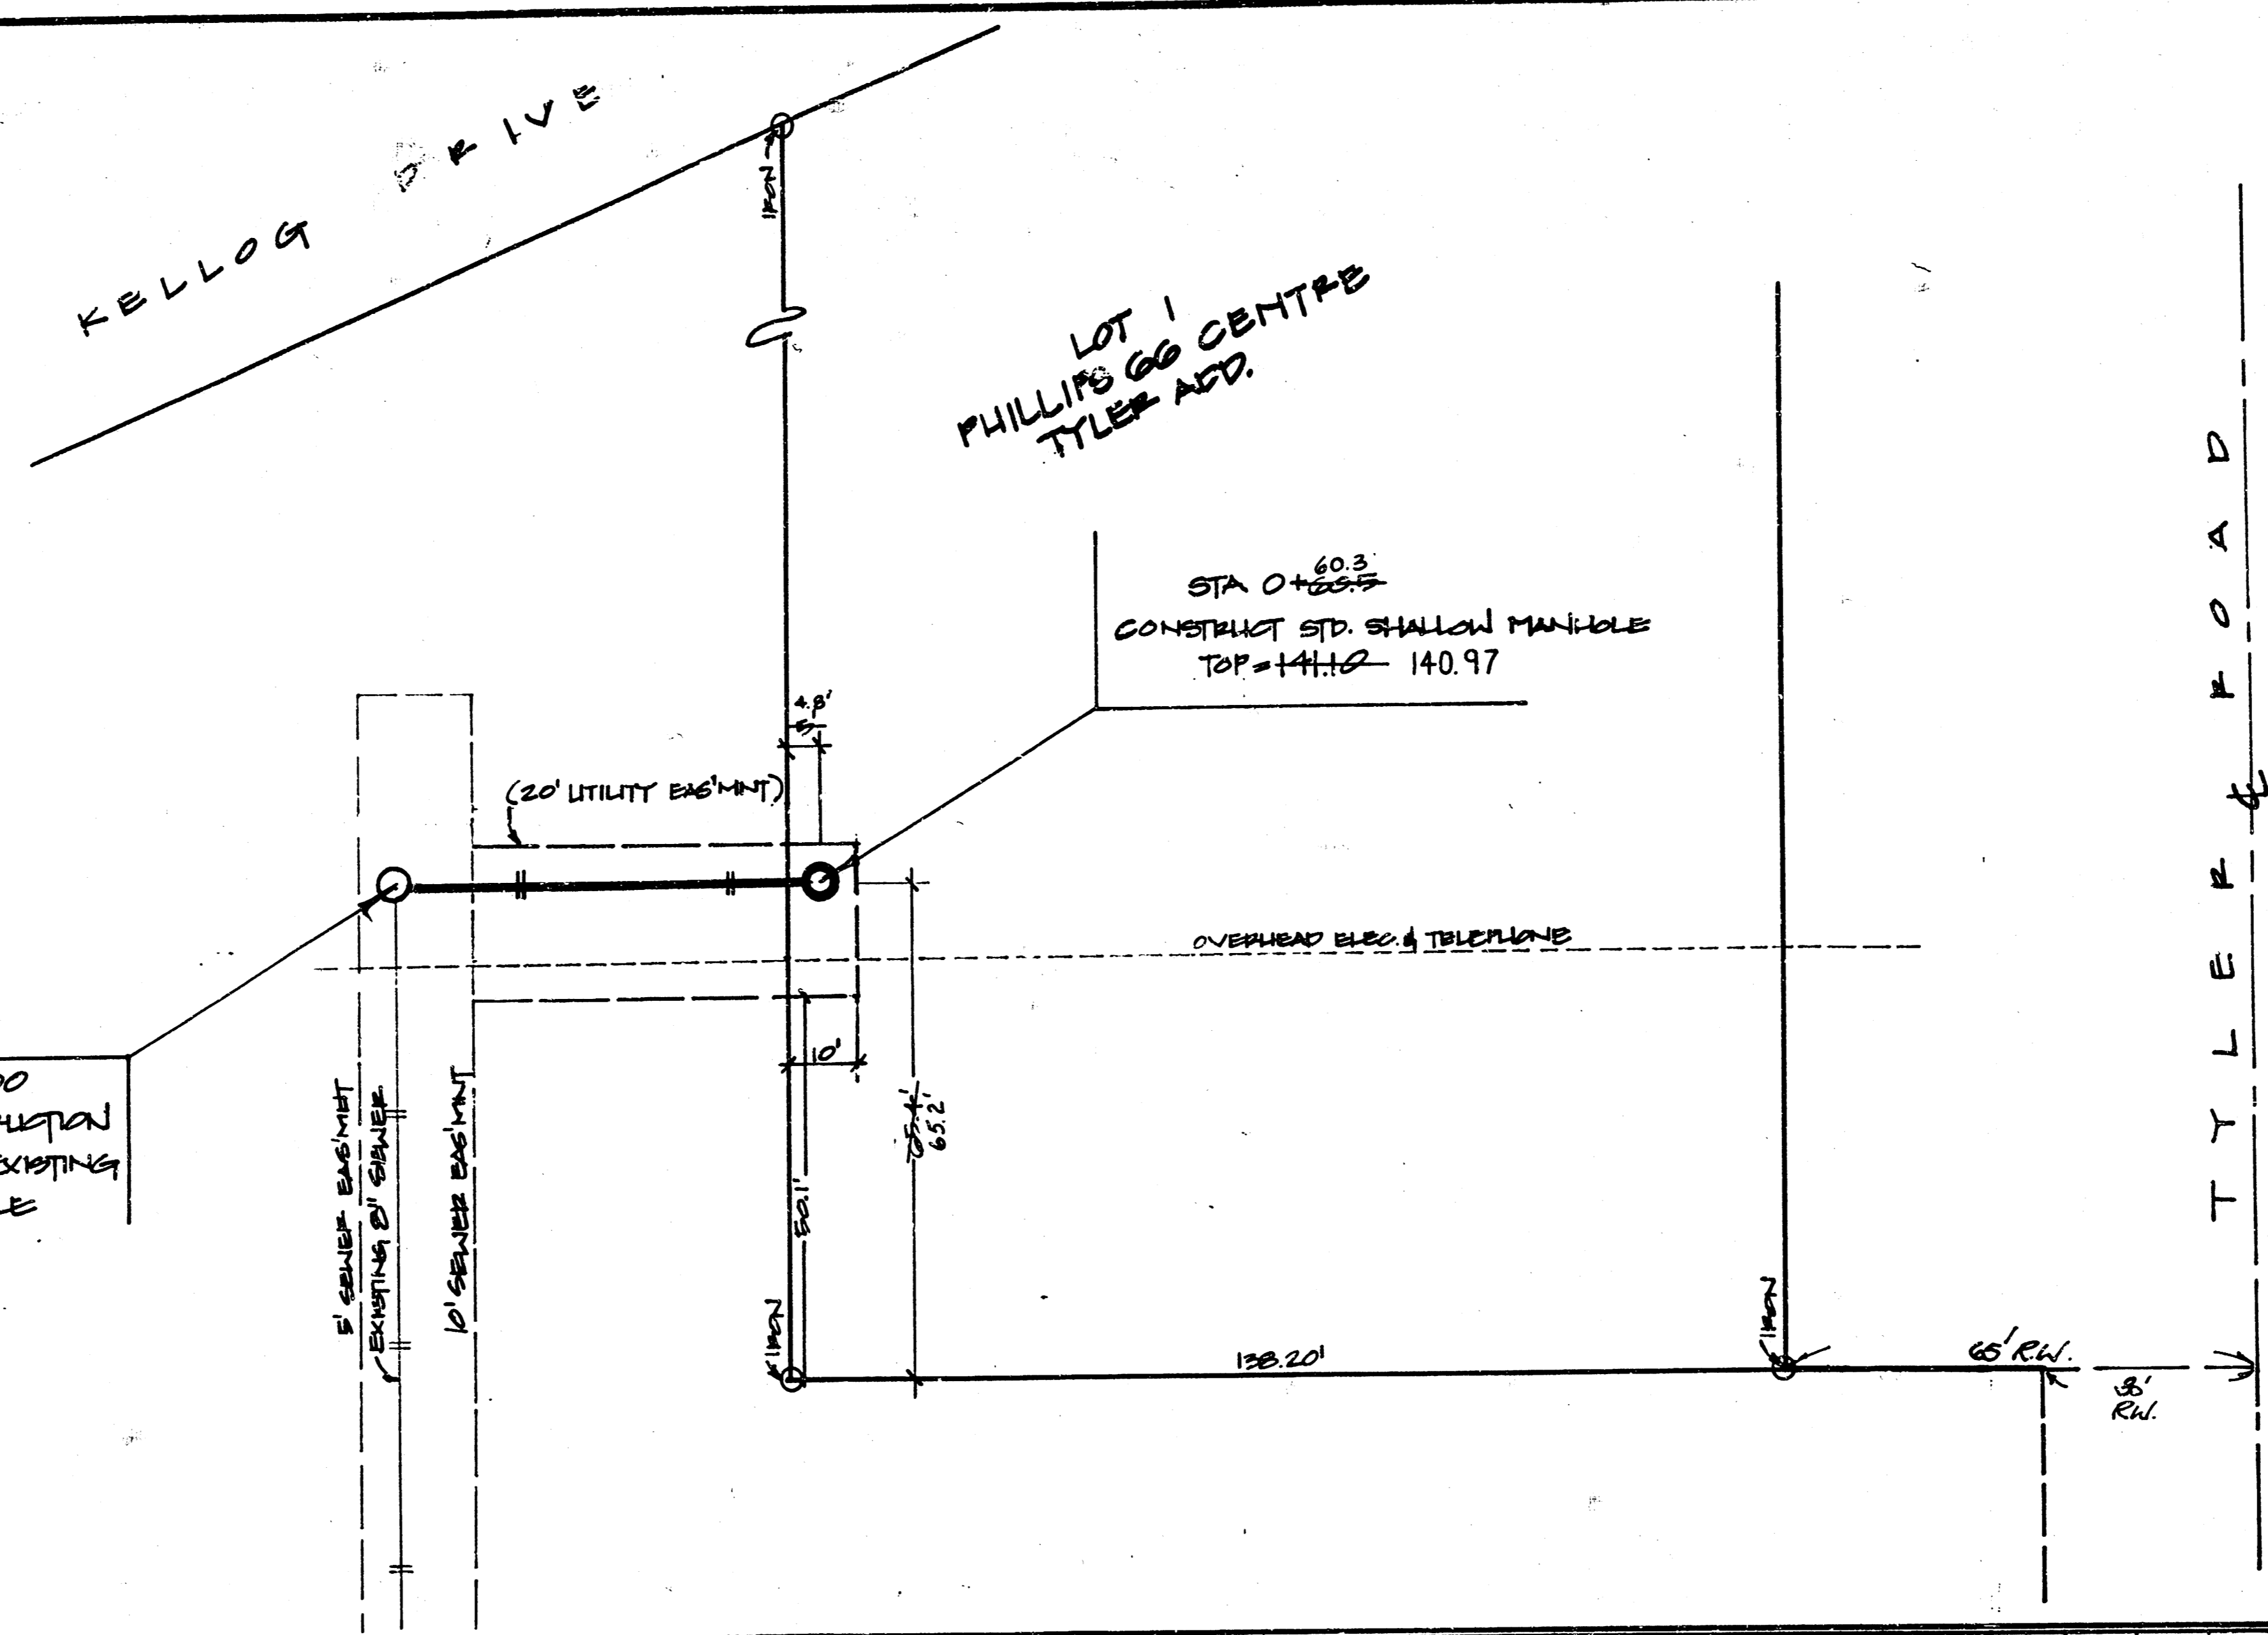 KELLOG DRIVE
IRON
LOT 1
PHILLIPS 66 CENTRE
TYLER ADD.
60.3
STA 0+
CONSTRUCT STD. SHALLOW MANHOLE
TOP = 141.10 140.97
4.8'
5'
(20' UTILITY EAS'MNT)
OVERHEAD ELEC. & TELEPHONE
TYLER ROAD
℄
00
EXISTING
10'
65.4'
65.2'
50.1'
5' SEWER EAS'MNT
EXISTING 8" SEWER
10' SEWER EAS'MNT
IRON
138.20'
IRON
65' R.W.
R.W.